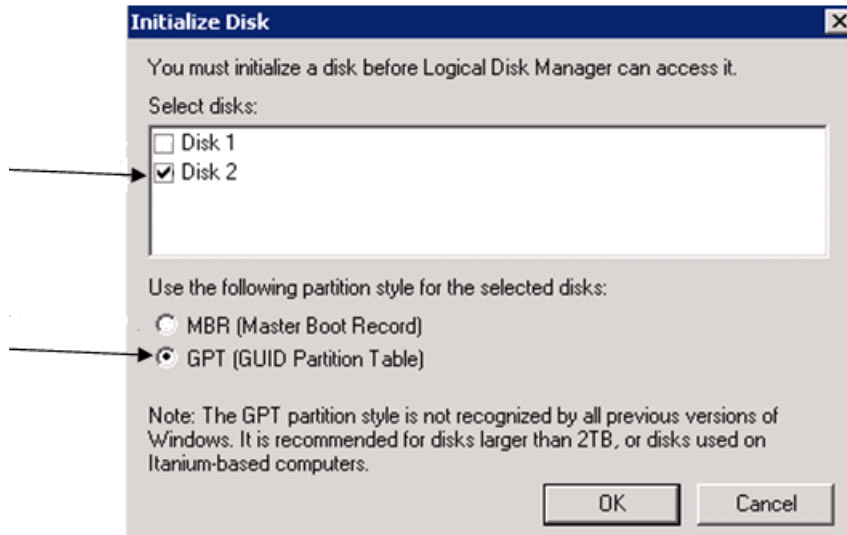 Initialize Disk
You must initialize a disk before Logical Disk Manager can access it.
Select disks:
Disk 1
Disk 2
Use the following partition style for the selected disks:
MBR (Master Boot Record)
GPT (GUID Partition Table)
Note: The GPT partition style is not recognized by all previous versions of
Windows. It is recommended for disks larger than 2TB, or disks used on
Itanium-based computers.
OK
Cancel